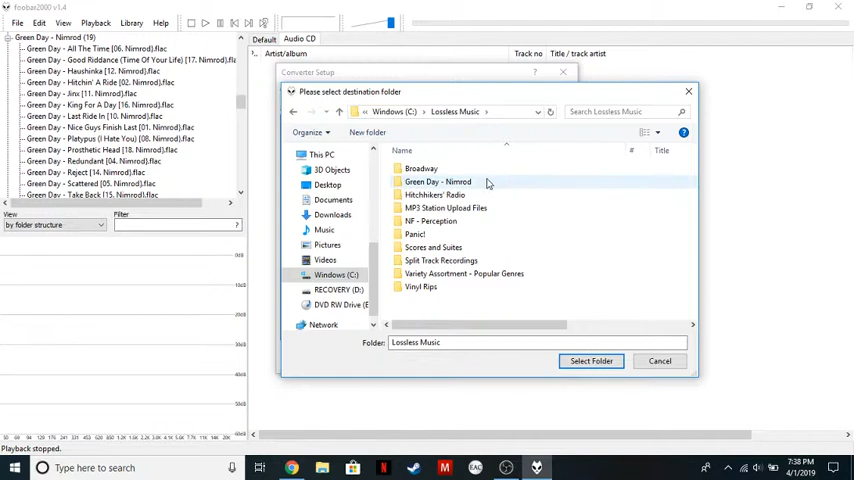 foobar2000 v1.4
File Edit View Playback Library Help
Green Day - Nimrod (19)
Green Day - All The Time [06. Nimrod).flac
Green Day - Good Riddance (Time Of Your Life) [17. Nimrod).fl
Green Day - Haushinka [12. Nimrod).flac
Green Day - Hitchin' A Ride [02. Nimrod).flac
Green Day - Jinx [11. Nimrod).flac
Green Day - King For A Day [16. Nimrod).flac
Green Day - Last Ride In [10. Nimrod).flac
Green Day - Nice Guys Finish Last [01. Nimrod).flac
Green Day - Platypus (I Hate You) [08. Nimrod).flac
Green Day - Prosthetic Head [18. Nimrod).flac
Green Day - Redundant [04. Nimrod).flac
Green Day - Reject [14. Nimrod).flac
Green Day - Scattered [05. Nimrod).flac
Green Day - Take Back [15. Nimrod).flac
View
Filter
by folder structure
?
0dB
-10dB
-20dB
-30dB
-40dB
-50dB
-60dB
Playback stopped.
Default Audio CD
Artist/album Track no Title / track artist
Converter Setup
?
Please select destination folder
Windows (C:) Lossless Music
Search Lossless Music
Organize New folder
?
This PC
3D Objects
Desktop
Documents
Downloads
Music
Pictures
Videos
Windows (C:)
RECOVERY (D:)
DVD RW Drive (E
Network
Name # Title
Broadway
Green Day - Nimrod
Hitchhikers' Radio
MP3 Station Upload Files
NF - Perception
Panic!
Scores and Suites
Split Track Recordings
Variety Assortment - Popular Genres
Vinyl Rips
Folder: Lossless Music
Select Folder Cancel
Type here to search
EAC
7:38 PM
4/1/2019